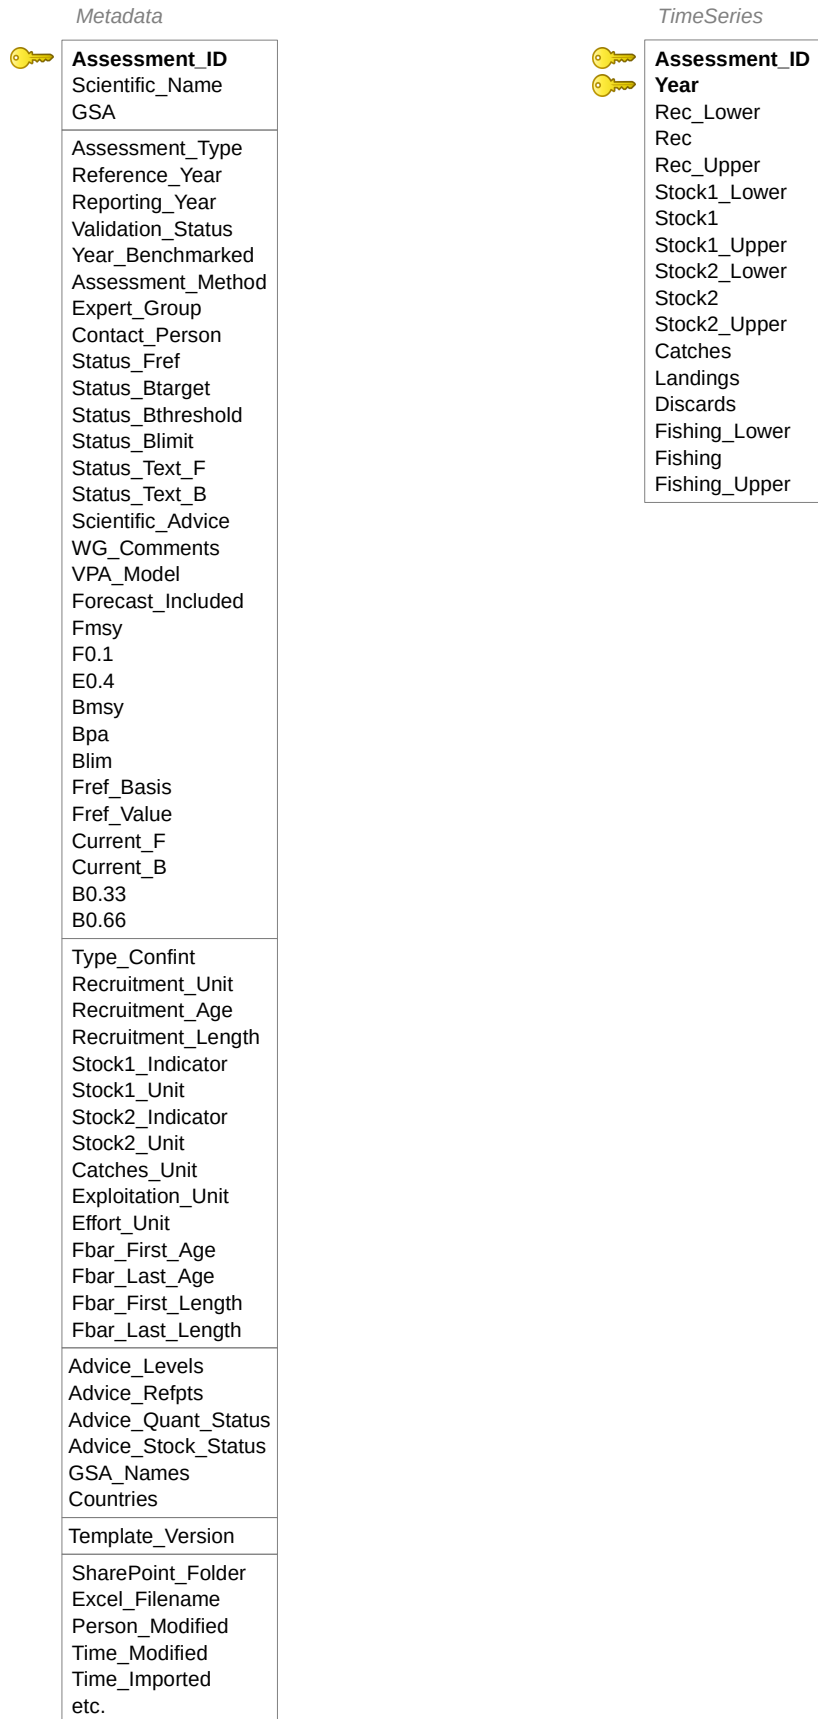 Metadata
Assessment_ID
Scientific_Name
GSA
Assessment_Type
Reference_Year
Reporting_Year
Validation_Status
Year_Benchmarked
Assessment_Method
Expert_Group
Contact_Person
Status_Fref
Status_Btarget
Status_Bthreshold
Status_Blimit
Status_Text_F
Status_Text_B
Scientific_Advice
WG_Comments
VPA_Model
Forecast_Included
Fmsy
F0.1
E0.4
Bmsy
Bpa
Blim
Fref_Basis
Fref_Value
Current_F
Current_B
B0.33
B0.66
Type_Confint
Recruitment_Unit
Recruitment_Age
Recruitment_Length
Stock1_Indicator
Stock1_Unit
Stock2_Indicator
Stock2_Unit
Catches_Unit
Exploitation_Unit
Effort_Unit
Fbar_First_Age
Fbar_Last_Age
Fbar_First_Length
Fbar_Last_Length
Advice_Levels
Advice_Refpts
Advice_Quant_Status
Advice_Stock_Status
GSA_Names
Countries
Template_Version
SharePoint_Folder
Excel_Filename
Person_Modified
Time_Modified
Time_Imported
etc.
TimeSeries
Assessment_ID
Year
Rec_Lower
Rec
Rec_Upper
Stock1_Lower
Stock1
Stock1_Upper
Stock2_Lower
Stock2
Stock2_Upper
Catches
Landings
Discards
Fishing_Lower
Fishing
Fishing_Upper